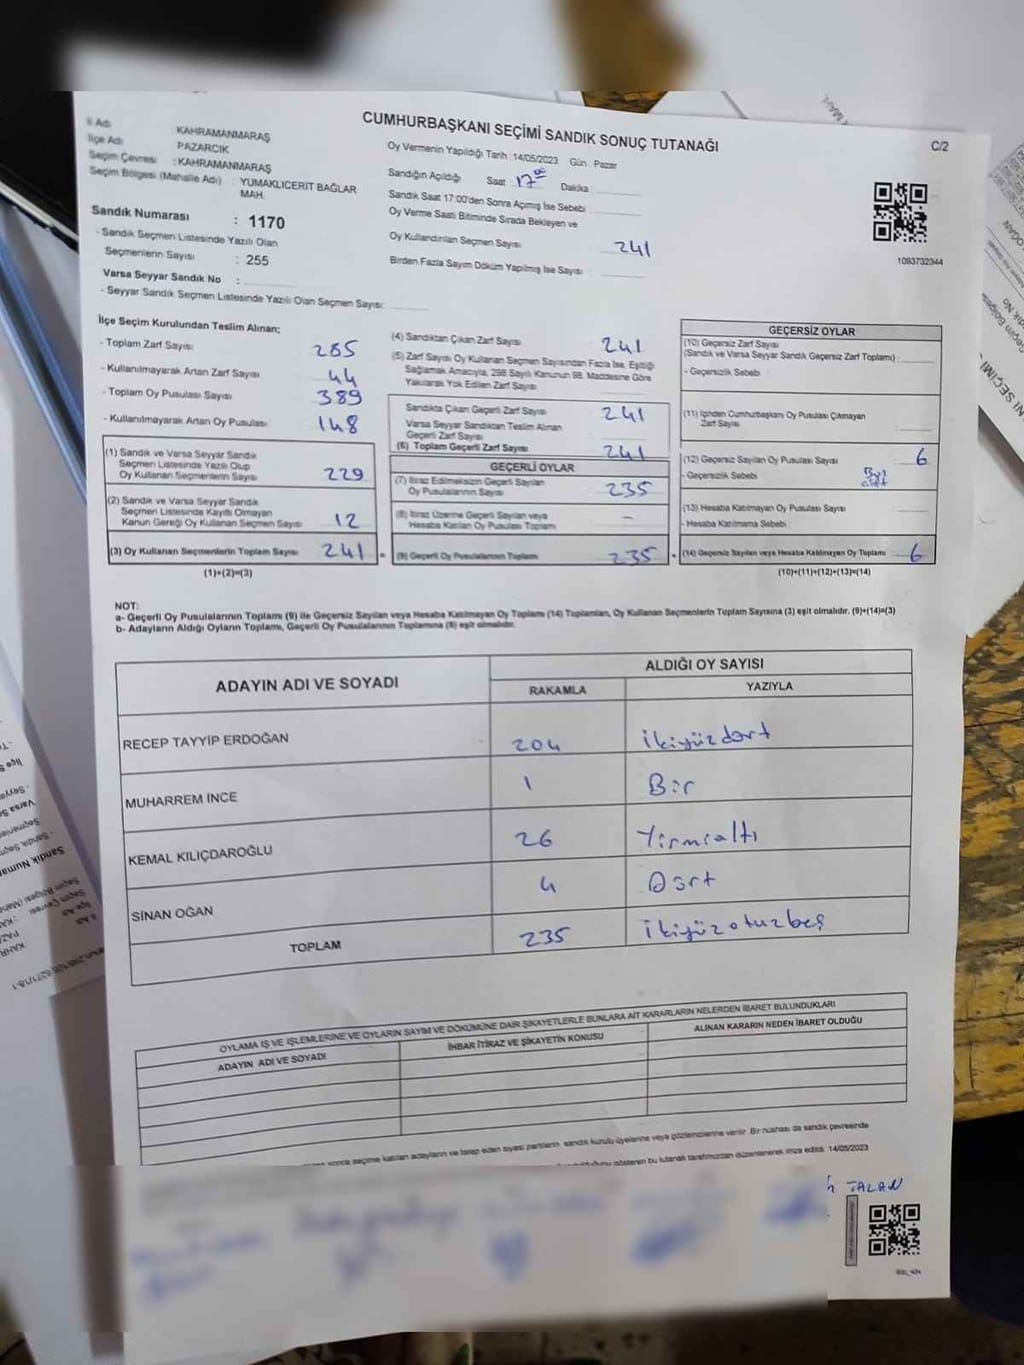 CUMHURBAŞKANI SEÇİMİ SANDIK SONUÇ TUTANAĞI
C/2
İl Adı : KAHRAMANMARAŞ
İlçe Adı : PAZARCIK
Seçim Çevresi : KAHRAMANMARAŞ
Seçim Bölgesi (Mahalle Adı) : YUMAKLICERİT BAĞLAR MAH.
Sandık Numarası : 1170
- Sandık Seçmen Listesinde Yazılı Olan
Seçmenlerin Sayısı : 255
Varsa Seyyar Sandık No :
- Seyyar Sandık Seçmen Listesinde Yazılı Olan Seçmen Sayısı:
Oy Vermenin Yapıldığı Tarih 14/05/2023 Gün Pazar
Sandığın Açıldığı Saat 17 00 Dakika
Sandık Saat 17:00'den Sonra Açımış İse Sebebi :
Oy Verme Saati Bitiminde Sırada Bekleyen ve
Oy Kullandırılan Seçmen Sayısı 241
Birden Fazla Sayım Döküm Yapılmış İse Sayısı :
1093732344
İlçe Seçim Kurulundan Teslim Alınan;
- Toplam Zarf Sayısı 285
- Kullanılmayarak Artan Zarf Sayısı 44
- Toplam Oy Pusulası Sayısı 389
- Kullanılmayarak Artan Oy Pusulası 148
(1) Sandık ve Varsa Seyyar Sandık
Seçmen Listesinde Yazılı Olup
Oy Kullanan Seçmenlerin Sayısı 229
(2) Sandık ve Varsa Seyyar Sandık
Seçmen Listesinde Kayıtlı Olmayan
Kanun Gereği Oy Kullanan Seçmen Sayısı 12
(3) Oy Kullanan Seçmenlerin Toplam Sayısı 241
(1)+(2)=(3)
(4) Sandıktan Çıkan Zarf Sayısı 241
(5) Zarf Sayısı Oy Kullanan Seçmen Sayısından Fazla İse, Eşitliği
Sağlamak Amacıyla, 298 Sayılı Kanunun 98. Maddesine Göre
Yakılarak Yok Edilen Zarf Sayısı
Sandıkta Çıkan Geçerli Zarf Sayısı 241
Varsa Seyyar Sandıktan Teslim Alınan
Geçerli Zarf Sayısı
(6) Toplam Geçerli Zarf Sayısı 241
GEÇERLİ OYLAR
(7) İtiraz Edilmeksizin Geçerli Sayılan
Oy Pusulalarının Sayısı 235
(8) İtiraz Üzerine Geçerli Sayılan veya
Hesaba Katılan Oy Pusulası Toplamı -
= (9) Geçerli Oy Pusulalarının Toplamı 235
GEÇERSİZ OYLAR
(10) Geçersiz Zarf Sayısı
(Sandık ve Varsa Seyyar Sandık Geçersiz Zarf Toplamı) :
- Geçersizlik Sebebi
(11) İçinden Cumhurbaşkanı Oy Pusulası Çıkmayan
Zarf Sayısı
(12) Geçersiz Sayılan Oy Pusulası Sayısı 6
- Geçersizlik Sebebi
(13) Hesaba Katılmayan Oy Pusulası Sayısı
- Hesaba Katılmama Sebebi :
+ (14) Geçersiz Sayılan veya Hesaba Katılmayan Oy Toplamı 6
(10)+(11)+(12)+(13)=(14)
NOT:
a- Geçerli Oy Pusulalarının Toplamı (9) ile Geçersiz Sayılan veya Hesaba Katılmayan Oy Toplamı (14) Toplamları, Oy Kullanan Seçmenlerin Toplam Sayısına (3) eşit olmalıdır. (9)+(14)=(3)
b- Adayların Aldığı Oyların Toplamı, Geçerli Oy Pusulalarının Toplamına (9) eşit olmalıdır.
ADAYIN ADI VE SOYADI
ALDIĞI OY SAYISI
RAKAMLA YAZIYLA
RECEP TAYYİP ERDOĞAN 204 ikiyüzdört
MUHARREM İNCE 1 Bir
KEMAL KILIÇDAROĞLU 26 Yirmialtı
SİNAN OĞAN 4 Dört
TOPLAM 235 ikiyüzotuzbeş
OYLAMA İŞ VE İŞLEMLERİNE VE OYLARIN SAYIM VE DÖKÜMÜNE DAİR ŞİKAYETLERLE BUNLARA AİT KARARLARIN NELERDEN İBARET BULUNDUKLARI
ADAYIN ADI VE SOYADI
İHBAR İTİRAZ VE ŞİKAYETİN KONUSU
ALINAN KARARIN NEDEN İBARET OLDUĞU
sonra seçime katılan adayların ve talep eden siyasi partilerin sandık kurulu üyelerine veya gözlemcilerine verilir. Bir nüshası da sandık çevresinde
gösteren bu tutanak tarafımızdan düzenlenerek imza edildi. 14/05/2023
TALAN